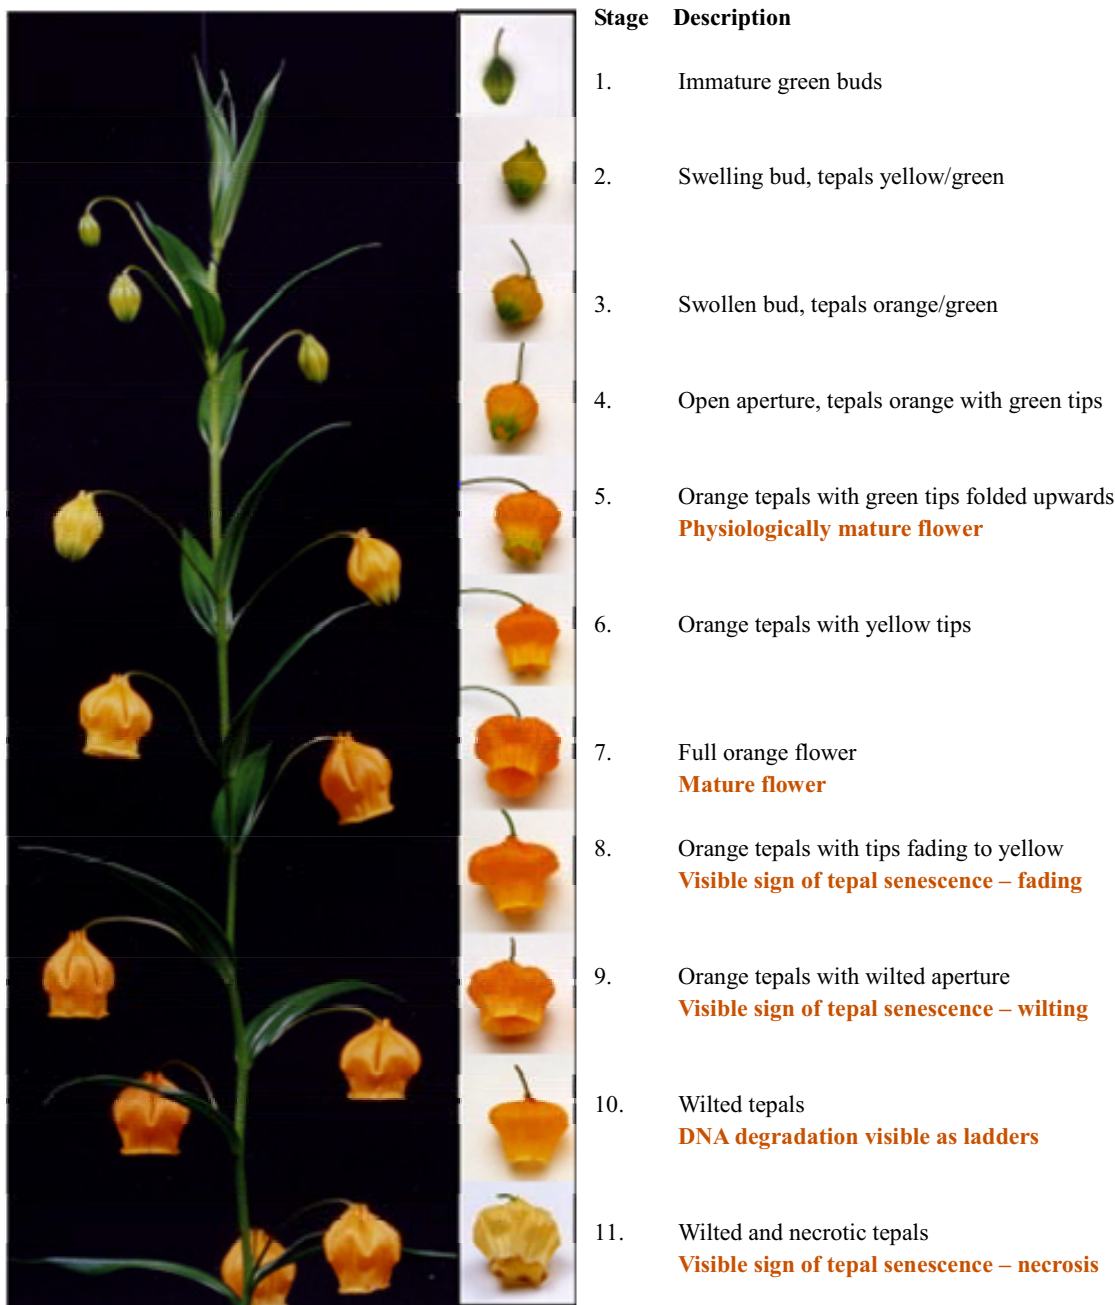 Stage Description
1. Immature green buds
2. Swelling bud, tepals yellow/green
3. Swollen bud, tepals orange/green
4. Open aperture, tepals orange with green tips
5. Orange tepals with green tips folded upwards
Physiologically mature flower
6. Orange tepals with yellow tips
7. Full orange flower
Mature flower
8. Orange tepals with tips fading to yellow
Visible sign of tepal senescence – fading
9. Orange tepals with wilted aperture
Visible sign of tepal senescence – wilting
10. Wilted tepals
DNA degradation visible as ladders
11. Wilted and necrotic tepals
Visible sign of tepal senescence – necrosis